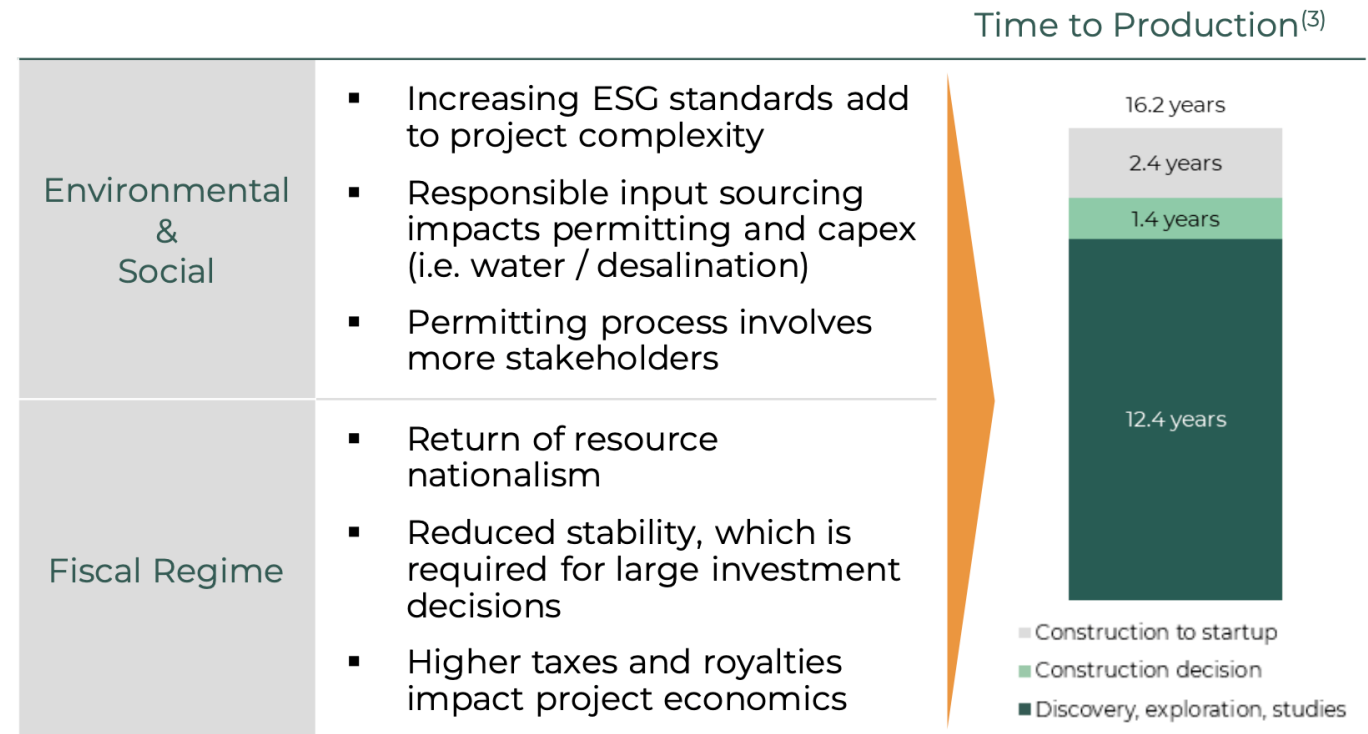 Time to Production(3)
Environmental
&
Social
▪ Increasing ESG standards add
to project complexity
▪ Responsible input sourcing
impacts permitting and capex
(i.e. water / desalination)
▪ Permitting process involves
more stakeholders
Fiscal Regime
▪ Return of resource
nationalism
▪ Reduced stability, which is
required for large investment
decisions
▪ Higher taxes and royalties
impact project economics
16.2 years
2.4 years
1.4 years
12.4 years
Construction to startup
Construction decision
Discovery, exploration, studies